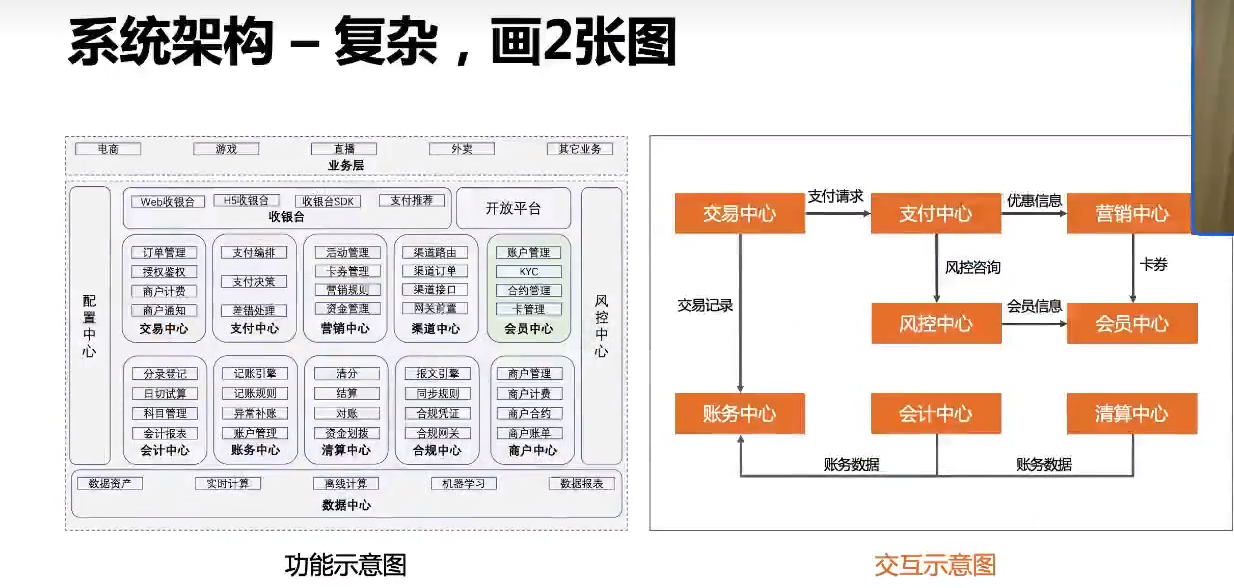 系统架构 – 复杂，画2张图
电商 游戏 直播 外卖 其它业务
业务层
配置中心
Web收银台 H5收银台 收银台SDK 支付推荐
收银台
开放平台
风控中心
订单管理
授权鉴权
商户计费
商户通知
交易中心
支付编排
支付决策
差错处理
支付中心
活动管理
卡券管理
营销规则
资金管理
营销中心
渠道路由
渠道订单
渠道接口
网关前置
渠道中心
账户管理
KYC
合约管理
卡管理
会员中心
分录登记
日切试算
科目管理
会计报表
会计中心
记账引擎
记账规则
异常补账
账户管理
账务中心
清分
结算
对账
资金划拨
清算中心
报文引擎
同步规则
合规凭证
合规网关
合规中心
商户管理
商户计费
商户合约
商户账单
商户中心
数据资产 实时计算 离线计算 机器学习 数据报表
数据中心
功能示意图
交易中心 支付请求 支付中心 优惠信息 营销中心
交易记录 风控咨询 卡券
风控中心 会员信息 会员中心
账务中心 会计中心 清算中心
账务数据 账务数据
交互示意图